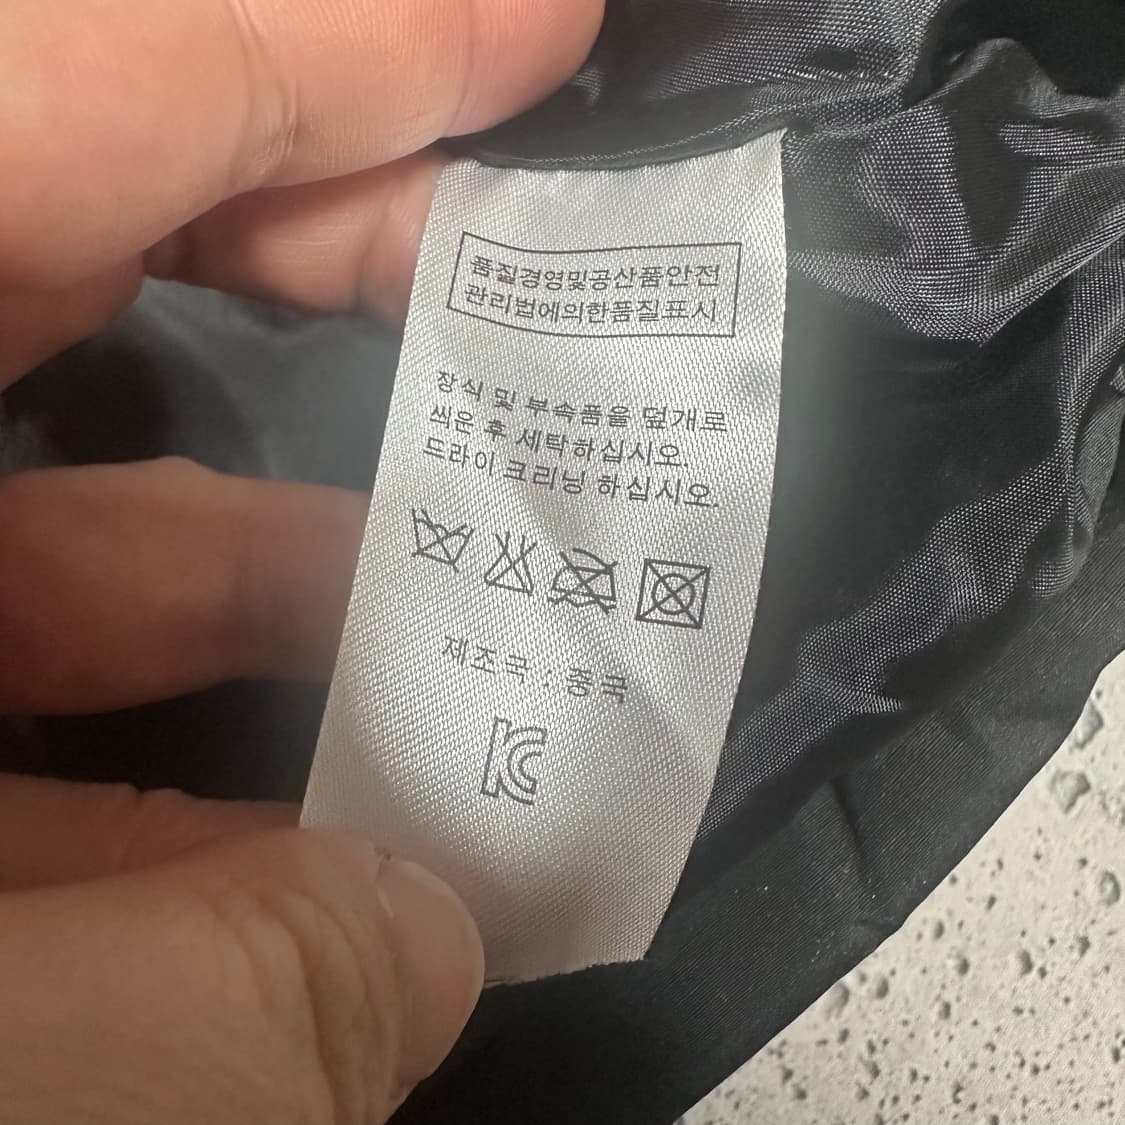 품질경영및공산품안전
관리법에의한품질표시
장식 및 부속품을 덮개로
씌운 후 세탁하십시오.
드라이 크리닝 하십시오.
제조국 : 중국
KC